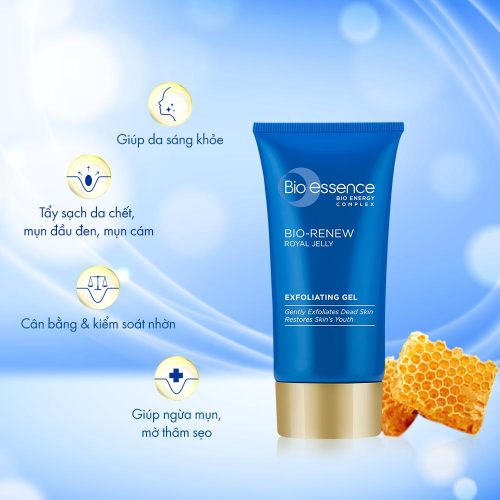 Giúp da sáng khỏe
Tẩy sạch da chết,
mụn đầu đen, mụn cám
Cân bằng & kiểm soát nhờn
Giúp ngừa mụn,
mờ thâm sẹo
Bio essence
BIO ENERGY
COMPLEX
BIO-RENEW
ROYAL JELLY
EXFOLIATING GEL
Gently Exfoliates Dead Skin
Restores Skin's Youth